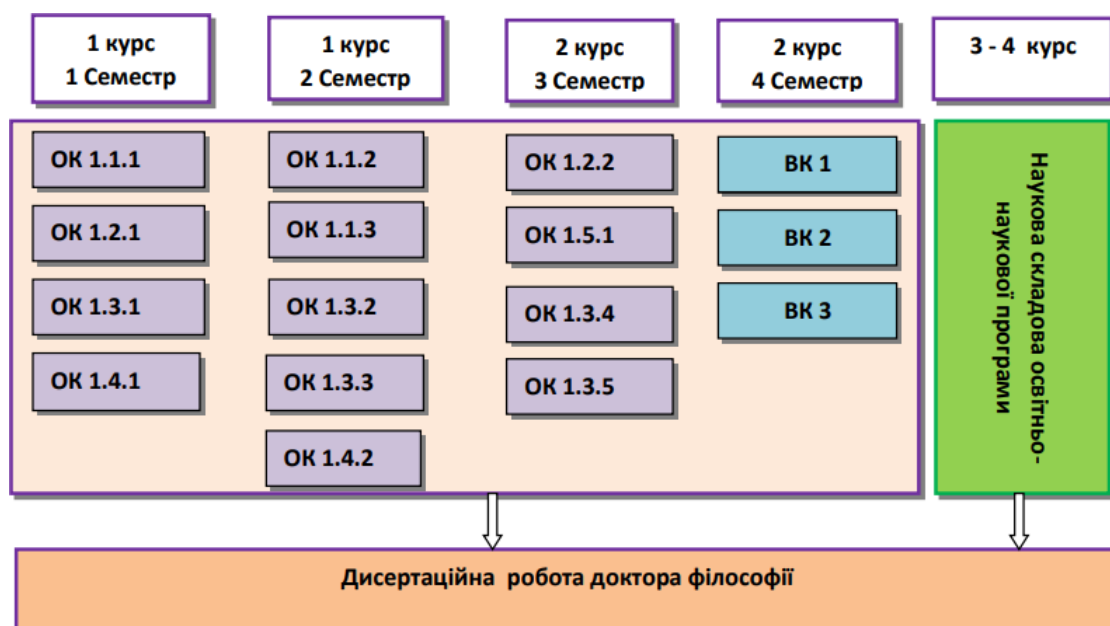 1 курс
1 Семестр
1 курс
2 Семестр
2 курс
3 Семестр
2 курс
4 Семестр
3 - 4 курс
ОК 1.1.1
ОК 1.2.1
ОК 1.3.1
ОК 1.4.1
ОК 1.1.2
ОК 1.1.3
ОК 1.3.2
ОК 1.3.3
ОК 1.4.2
ОК 1.2.2
ОК 1.5.1
ОК 1.3.4
ОК 1.3.5
ВК 1
ВК 2
ВК 3
Наукова складова освітньо-
наукової програми
Дисертаційна робота доктора філософії